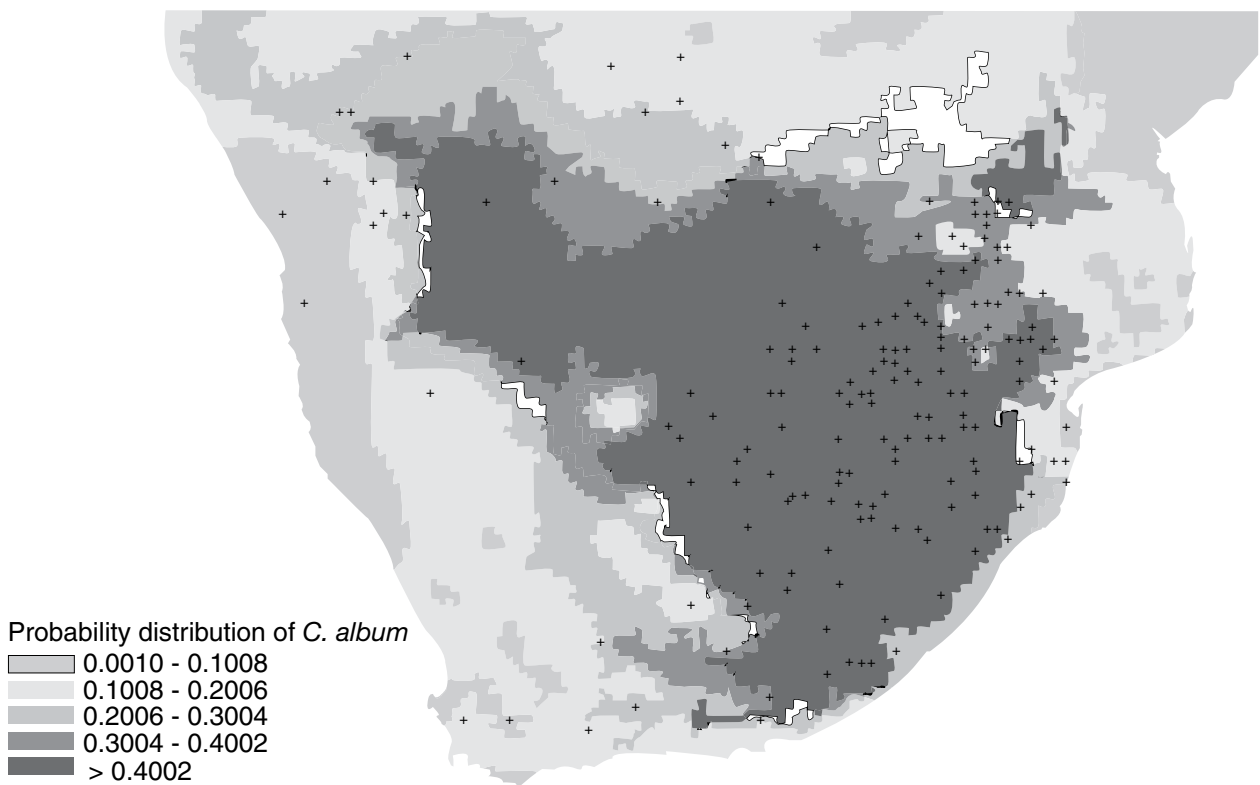 Probability distribution of C. album
0.0010 - 0.1008
0.1008 - 0.2006
0.2006 - 0.3004
0.3004 - 0.4002
> 0.4002